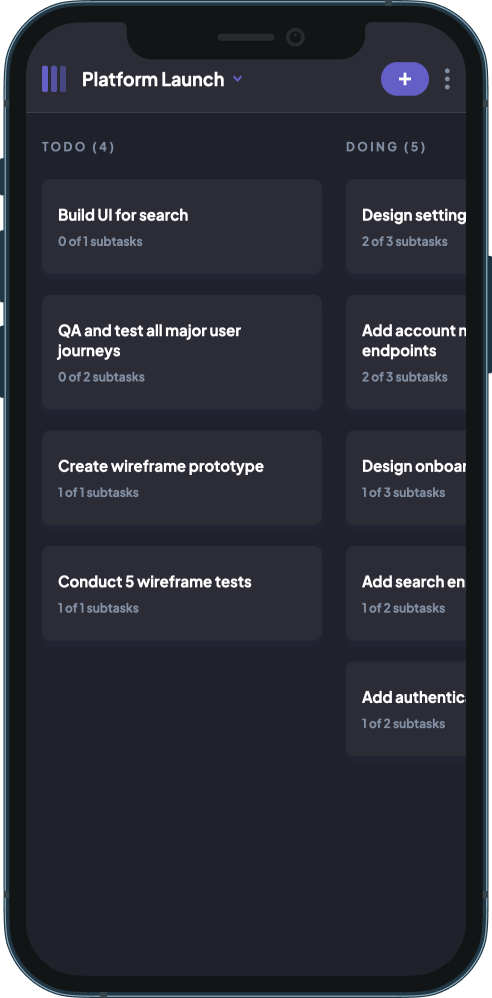 Platform Launch
TODO (4)
Build UI for search
0 of 1 subtasks
QA and test all major user
journeys
0 of 2 subtasks
Create wireframe prototype
1 of 1 subtasks
Conduct 5 wireframe tests
1 of 1 subtasks
DOING (5)
Design setting
2 of 3 subtasks
Add account
endpoints
2 of 3 subtasks
Design onboar
1 of 3 subtasks
Add search en
1 of 2 subtasks
Add authentic
1 of 2 subtasks